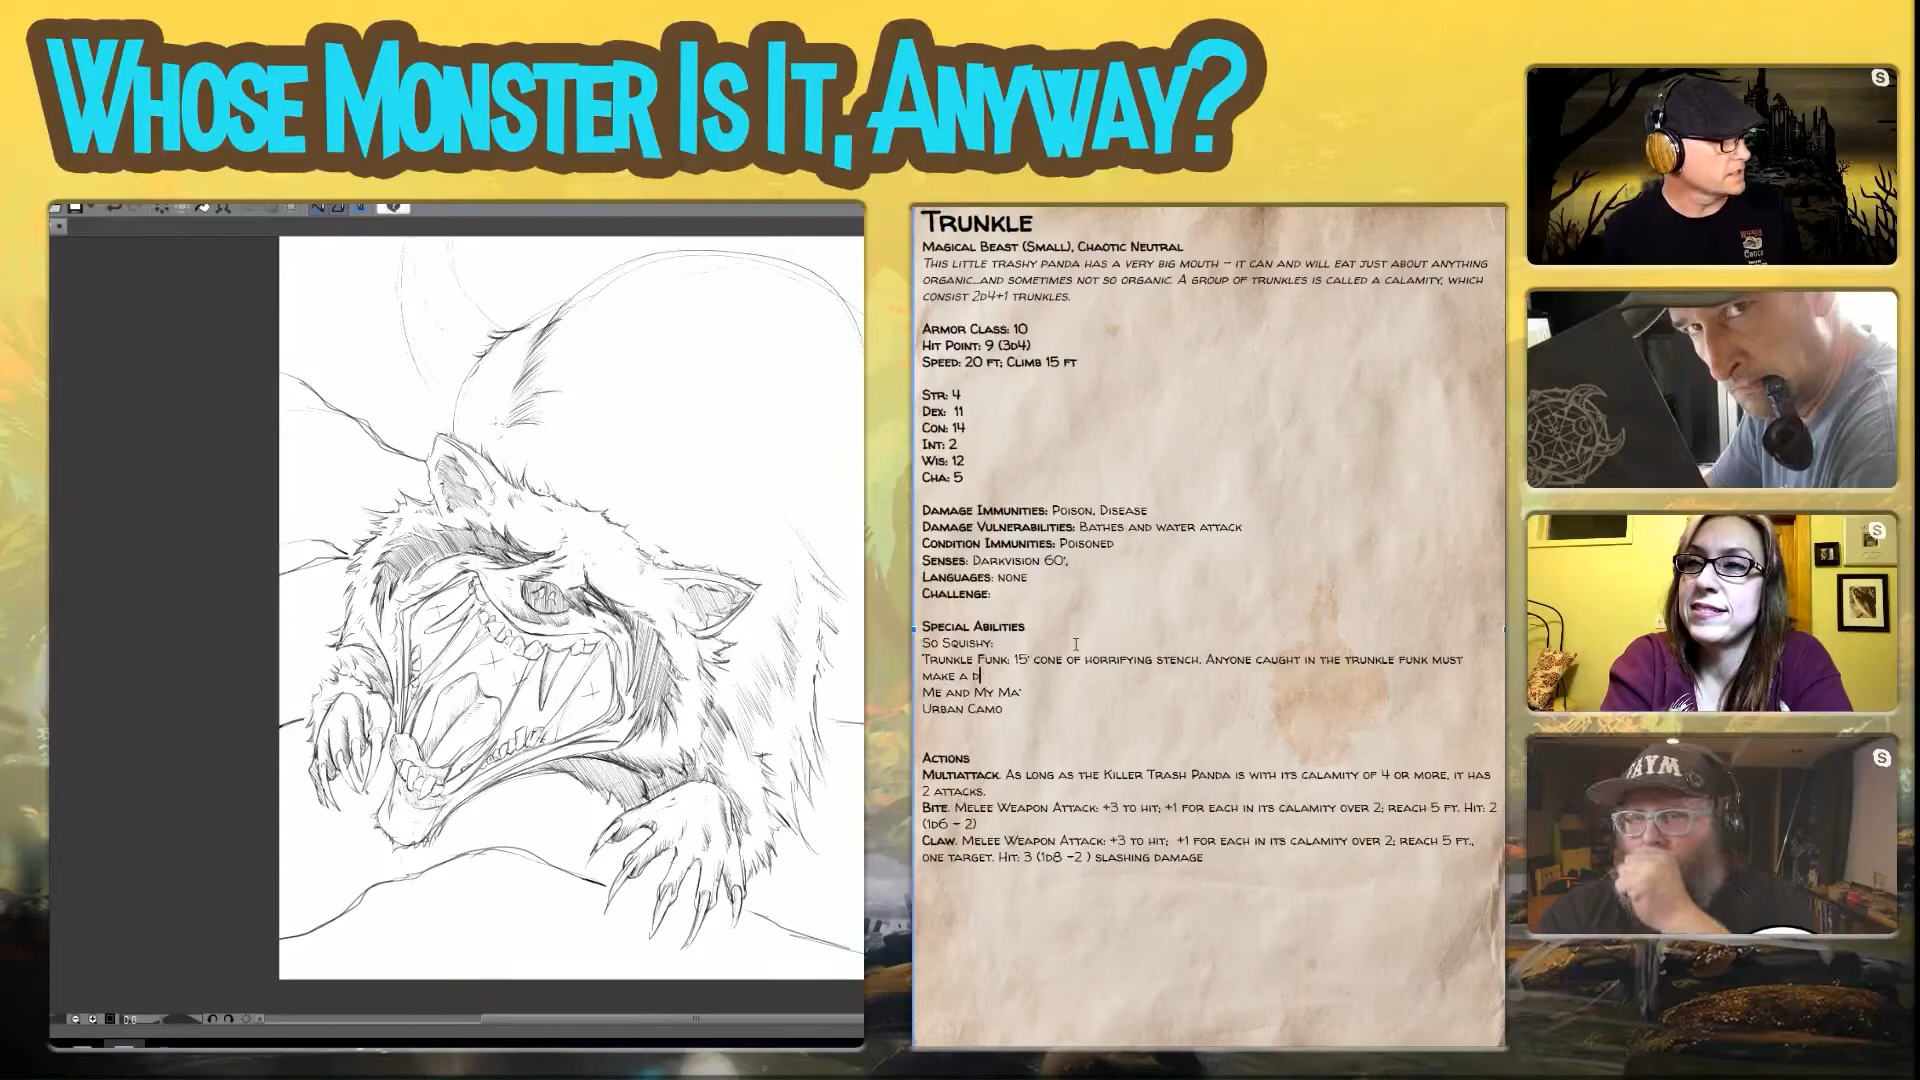 Whose Monster Is It, Anyway?
Trunkle
Magical Beast (Small), Chaotic Neutral
This little trashy panda has a very big mouth – it can and will eat just about anything
organic...and sometimes not so organic. A group of trunkles is called a calamity, which
consist 2d4+1 trunkles.
Armor Class: 10
Hit Point: 9 (3d4)
Speed: 20 ft; Climb 15 ft
Str: 4
Dex: 11
Con: 14
Int: 2
Wis: 12
Cha: 5
Damage Immunities: Poison, Disease
Damage Vulnerabilities: Bathes and water attack
Condition Immunities: Poisoned
Senses: Darkvision 60',
Languages: none
Challenge:
Special Abilities
So Squishy:
Trunkle Funk: 15' cone of horrifying stench. Anyone caught in the trunkle funk must
make a d
Me and My Ma'
Urban Camo
Actions
Multiattack. As long as the Killer Trash Panda is with its calamity of 4 or more, it has
2 attacks.
Bite. Melee Weapon Attack: +3 to hit; +1 for each in its calamity over 2; reach 5 ft. Hit: 2
(1d6 – 2)
Claw. Melee Weapon Attack: +3 to hit; +1 for each in its calamity over 2; reach 5 ft.,
one target. Hit: 3 (1d8 -2 ) slashing damage